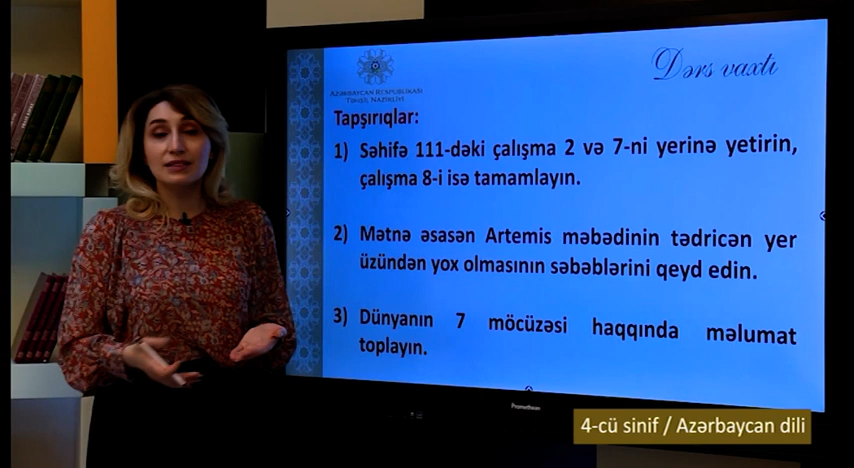 Dərs vaxtı
AZƏRBAYCAN RESPUBLİKASI
TƏHSİL NAZİRLİYİ
Tapşırıqlar:
1) Səhifə 111-dəki çalışma 2 və 7-ni yerinə yetirin,
çalışma 8-i isə tamamlayın.
2) Mətnə əsasən Artemis məbədinin tədricən yer
üzündən yox olmasının səbəblərini qeyd edin.
3) Dünyanın 7 möcüzəsi haqqında məlumat
toplayın.
Promethean
4-cü sinif / Azərbaycan dili